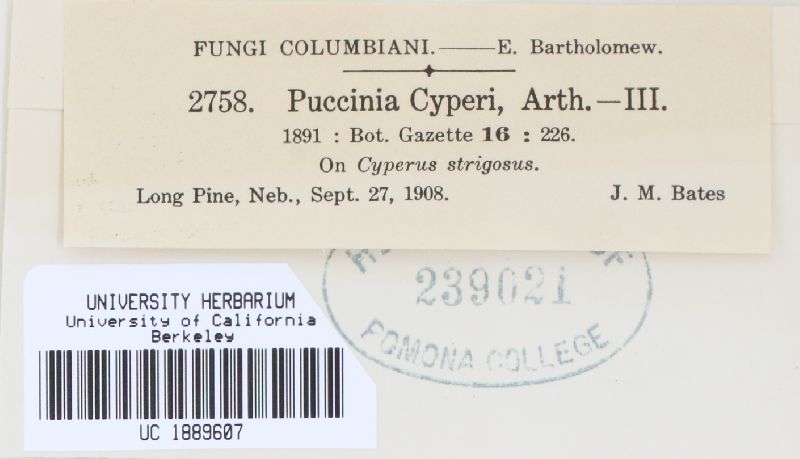 FUNGI COLUMBIANI.——E. Bartholomew.
2758. Puccinia Cyperi, Arth.—III.
1891 : Bot. Gazette 16 : 226.
On Cyperus strigosus.
Long Pine, Neb., Sept. 27, 1908. J. M. Bates
239621
POMONA COLLEGE
UNIVERSITY HERBARIUM
University of California
Berkeley
UC 1889607